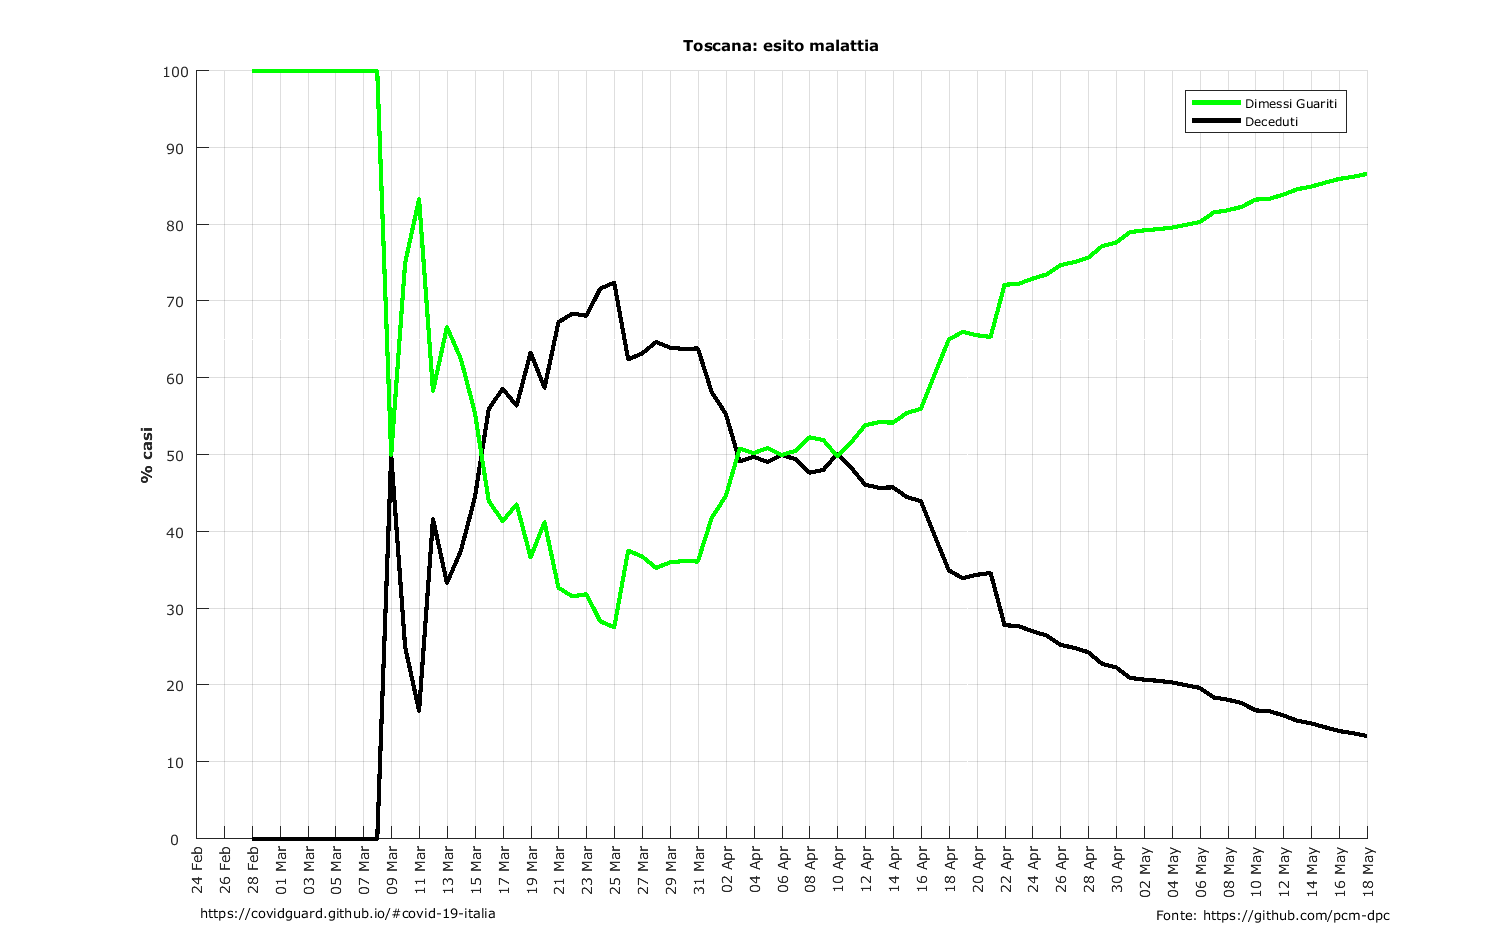 Toscana: esito malattia
Dimessi Guariti
Deceduti
% casi
100
90
80
70
60
50
40
30
20
10
0
24 Feb
26 Feb
28 Feb
01 Mar
03 Mar
05 Mar
07 Mar
09 Mar
11 Mar
13 Mar
15 Mar
17 Mar
19 Mar
21 Mar
23 Mar
25 Mar
27 Mar
29 Mar
31 Mar
02 Apr
04 Apr
06 Apr
08 Apr
10 Apr
12 Apr
14 Apr
16 Apr
18 Apr
20 Apr
22 Apr
24 Apr
26 Apr
28 Apr
30 Apr
02 May
04 May
06 May
08 May
10 May
12 May
14 May
16 May
18 May
https://covidguard.github.io/#covid-19-italia
Fonte: https://github.com/pcm-dpc